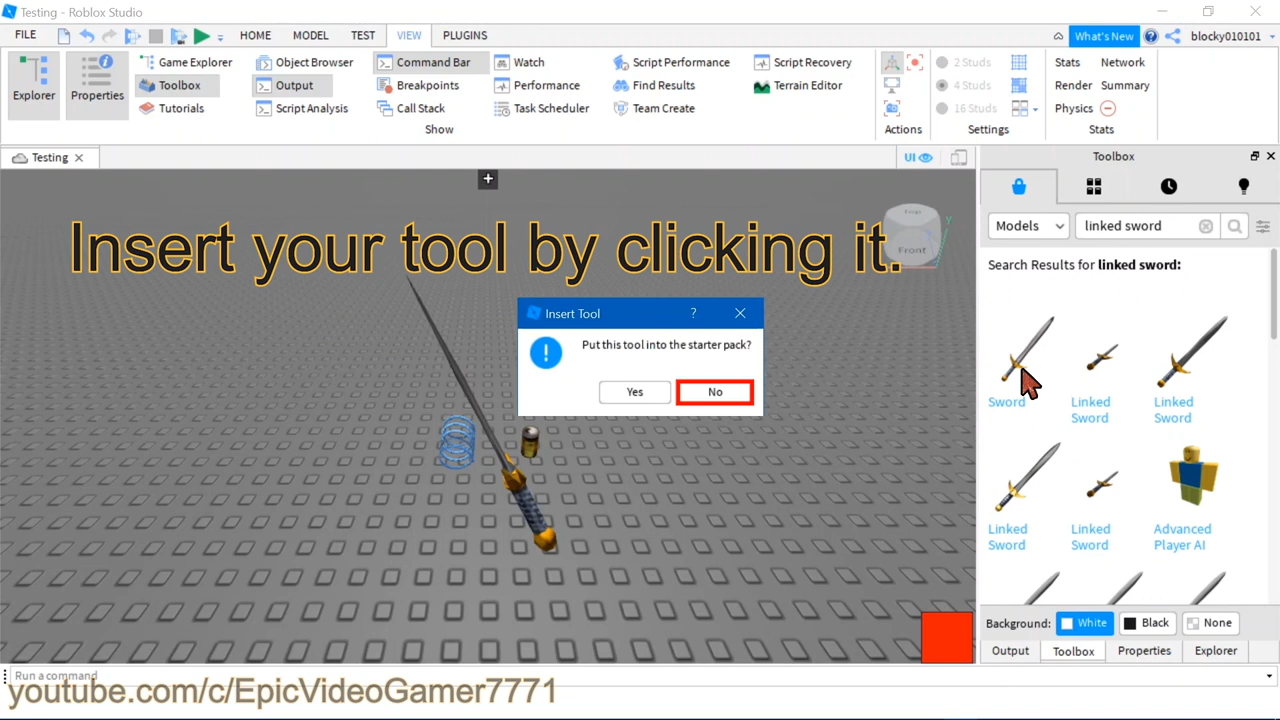 Testing - Roblox Studio
FILE HOME MODEL TEST VIEW PLUGINS What's New blocky010101
Explorer
Properties
Game Explorer
Toolbox
Tutorials
Object Browser
Output
Script Analysis
Command Bar
Breakpoints
Call Stack
Watch
Performance
Task Scheduler
Script Performance
Find Results
Team Create
Script Recovery
Terrain Editor
Show
Actions
2 Studs
4 Studs
16 Studs
Settings
Stats Network
Render Summary
Physics
Stats
Testing
UI
Toolbox
Models
linked sword
Search Results for linked sword:
Insert your tool by clicking it.
Front
y
Insert Tool
?
Put this tool into the starter pack?
Yes No
Sword
Linked
Sword
Linked
Sword
Linked
Sword
Linked
Sword
Advanced
Player AI
Background: White Black None
Output Toolbox Properties Explorer
Run a command
youtube.com/c/EpicVideoGamer7771